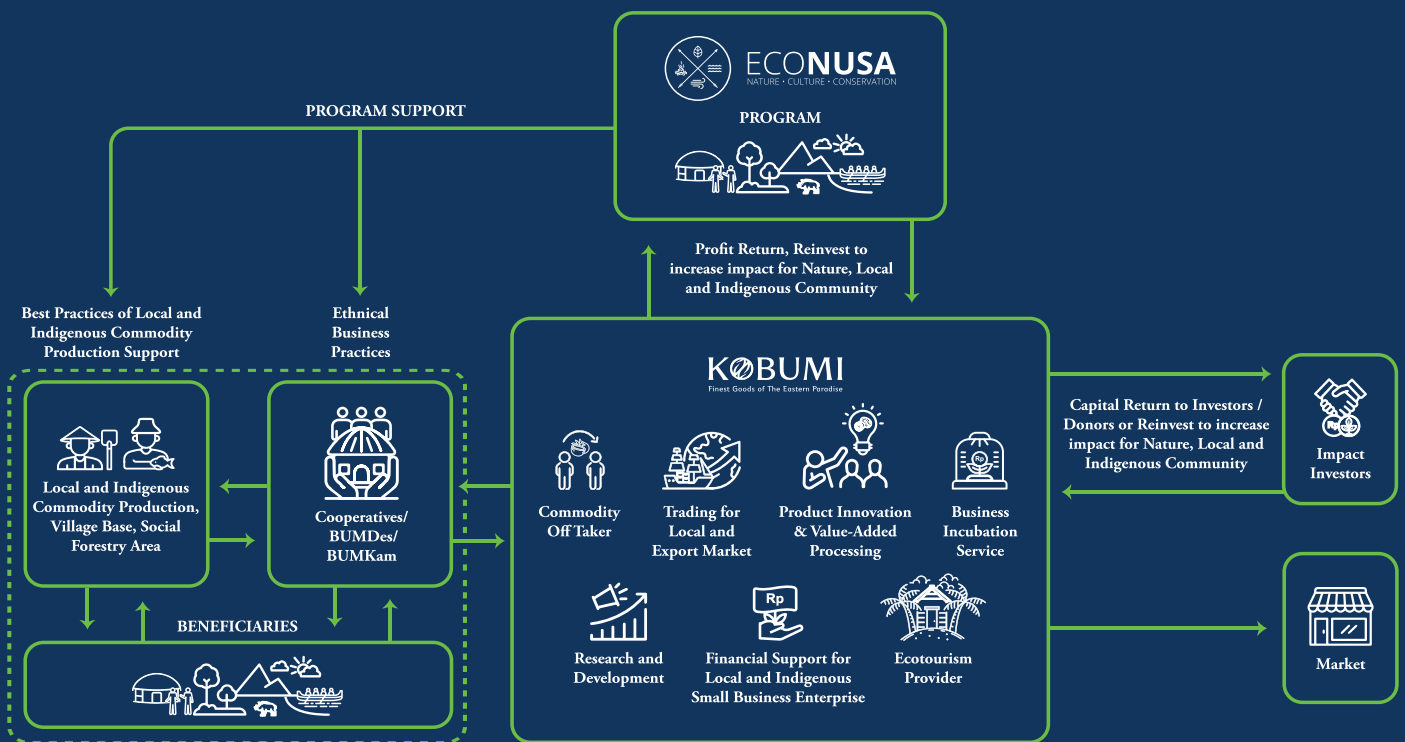 ECONUSA
NATURE • CULTURE • CONSERVATION
PROGRAM
PROGRAM SUPPORT
Profit Return, Reinvest to
increase impact for Nature, Local
and Indigenous Community
Best Practices of Local and
Indigenous Commodity
Production Support
Ethnical
Business
Practices
Local and Indigenous
Commodity Production,
Village Base, Social
Forestry Area
Cooperatives/
BUMDes/
BUMKam
BENEFICIARIES
KOBUMI
Finest Goods of The Eastern Paradise
Commodity
Off Taker
Trading for
Local and
Export Market
Product Innovation
& Value-Added
Processing
Rp
Business
Incubation
Service
Research and
Development
Rp
Financial Support for
Local and Indigenous
Small Business Enterprise
Ecotourism
Provider
Capital Return to Investors /
Donors or Reinvest to increase
impact for Nature, Local and
Indigenous Community
Rp
Impact
Investors
Market